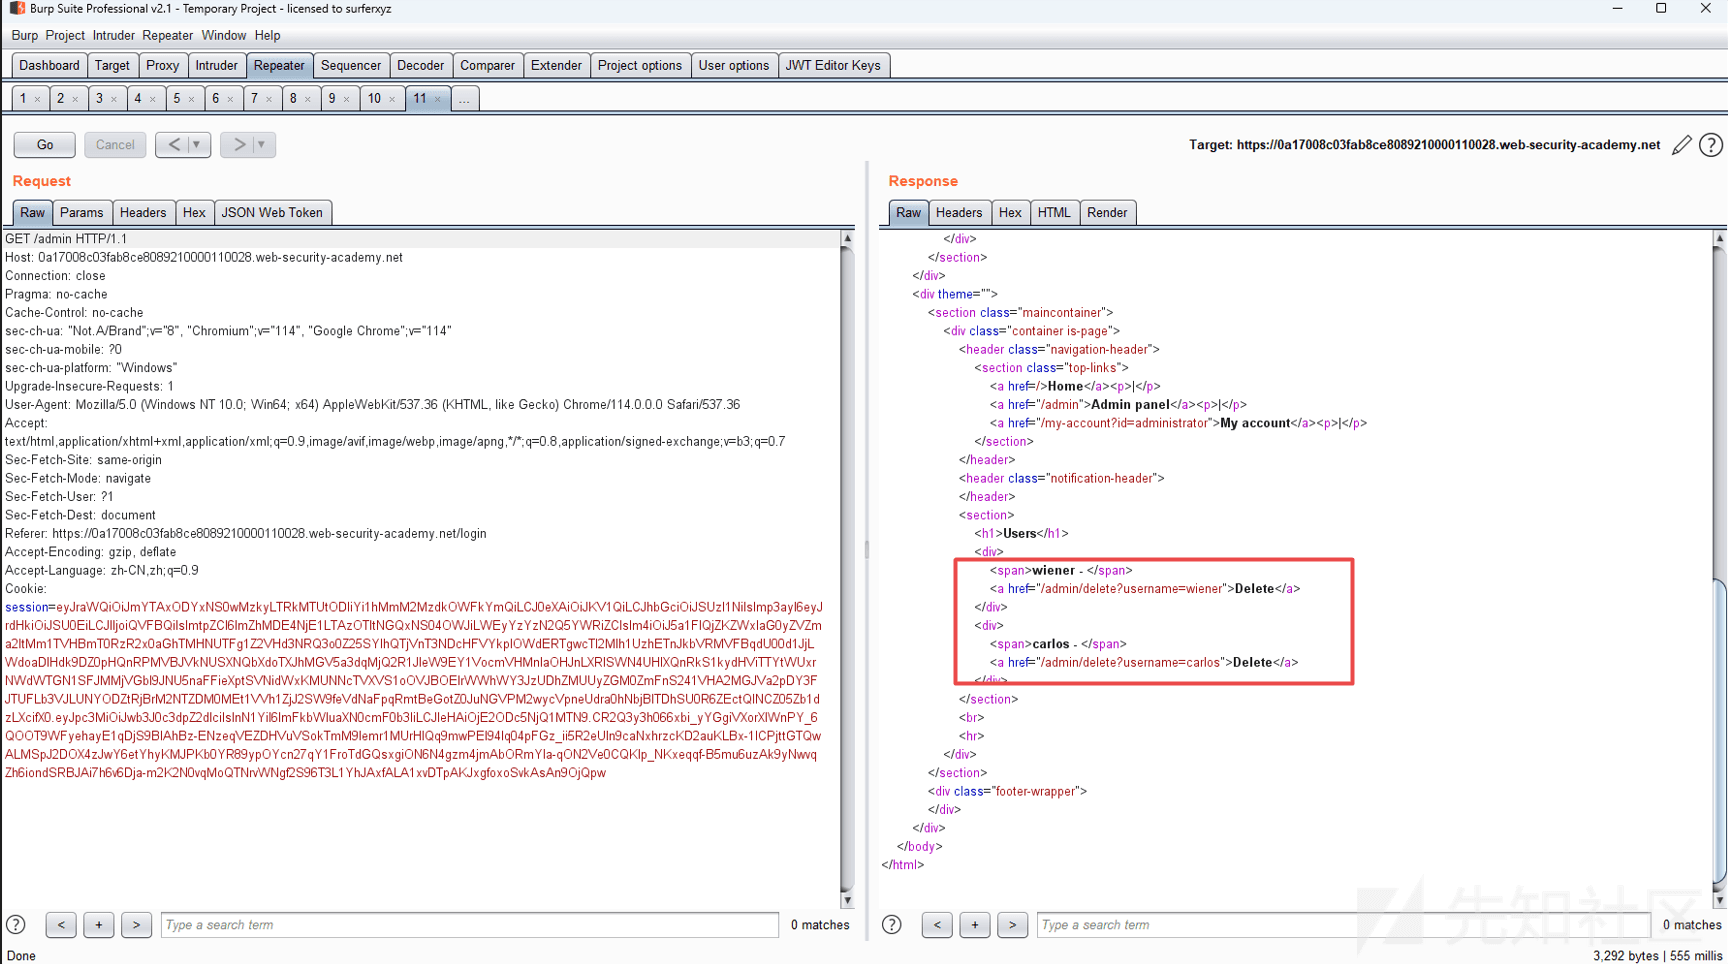 Burp Suite Professional v2.1 - Temporary Project - licensed to surferxyz
Burp Project Intruder Repeater Window Help
Dashboard Target Proxy Intruder Repeater Sequencer Decoder Comparer Extender Project options User options JWT Editor Keys
1 × 2 × 3 × 4 × 5 × 6 × 7 × 8 × 9 × 10 × 11 × ...
Go Cancel < > Target: https://0a17008c03fab8ce8089210000110028.web-security-academy.net ?
Request
Raw Params Headers Hex JSON Web Token
GET /admin HTTP/1.1
Host: 0a17008c03fab8ce8089210000110028.web-security-academy.net
Connection: close
Pragma: no-cache
Cache-Control: no-cache
sec-ch-ua: "Not.A/Brand";v="8", "Chromium";v="114", "Google Chrome";v="114"
sec-ch-ua-mobile: ?0
sec-ch-ua-platform: "Windows"
Upgrade-Insecure-Requests: 1
User-Agent: Mozilla/5.0 (Windows NT 10.0; Win64; x64) AppleWebKit/537.36 (KHTML, like Gecko) Chrome/114.0.0.0 Safari/537.36
Accept:
text/html,application/xhtml+xml,application/xml;q=0.9,image/avif,image/webp,image/apng,*/*;q=0.8,application/signed-exchange;v=b3;q=0.7
Sec-Fetch-Site: same-origin
Sec-Fetch-Mode: navigate
Sec-Fetch-User: ?1
Sec-Fetch-Dest: document
Referer: https://0a17008c03fab8ce8089210000110028.web-security-academy.net/login
Accept-Encoding: gzip, deflate
Accept-Language: zh-CN,zh;q=0.9
Cookie:
? < + > Type a search term 0 matches
Response
Raw Headers Hex HTML Render
</div>
</section>
</div>
<div theme="">
<section class="maincontainer">
<div class="container is-page">
<header class="navigation-header">
<section class="top-links">
<a href=/>Home</a><p>|</p>
<a href="/admin">Admin panel</a><p>|</p>
<a href="/my-account?id=administrator">My account</a><p>|</p>
</section>
</header>
<header class="notification-header">
</header>
<section>
<h1>Users</h1>
<div>
<span>wiener - </span>
<a href="/admin/delete?username=wiener">Delete</a>
</div>
<div>
<span>carlos - </span>
<a href="/admin/delete?username=carlos">Delete</a>
</div>
</section>
<br>
<hr>
</div>
</section>
<div class="footer-wrapper">
</div>
</div>
</body>
</html>
? < + > Type a search term 0 matches
先知社区
Done
3,292 bytes | 555 millis